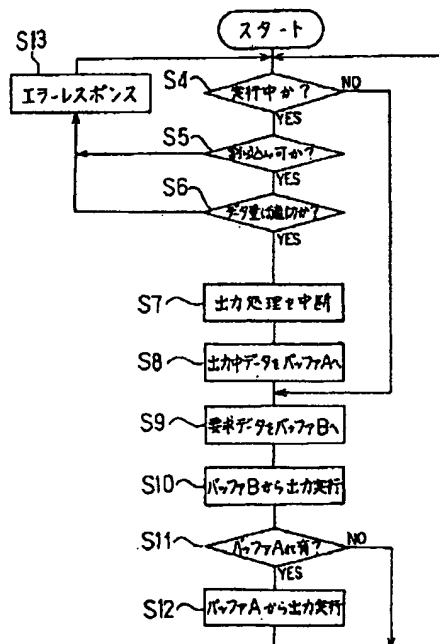 スタート
S13
エラーレスポンス
S4
実行中か?
NO
YES
S5
割り込み可か?
YES
S6
データ量は適切か?
YES
S7
出力処理を中断
S8
出力中データをバッファAへ
S9
要求データをバッファBへ
S10
バッファBから出力実行
S11
バッファAに有?
NO
YES
S12
バッファAから出力実行